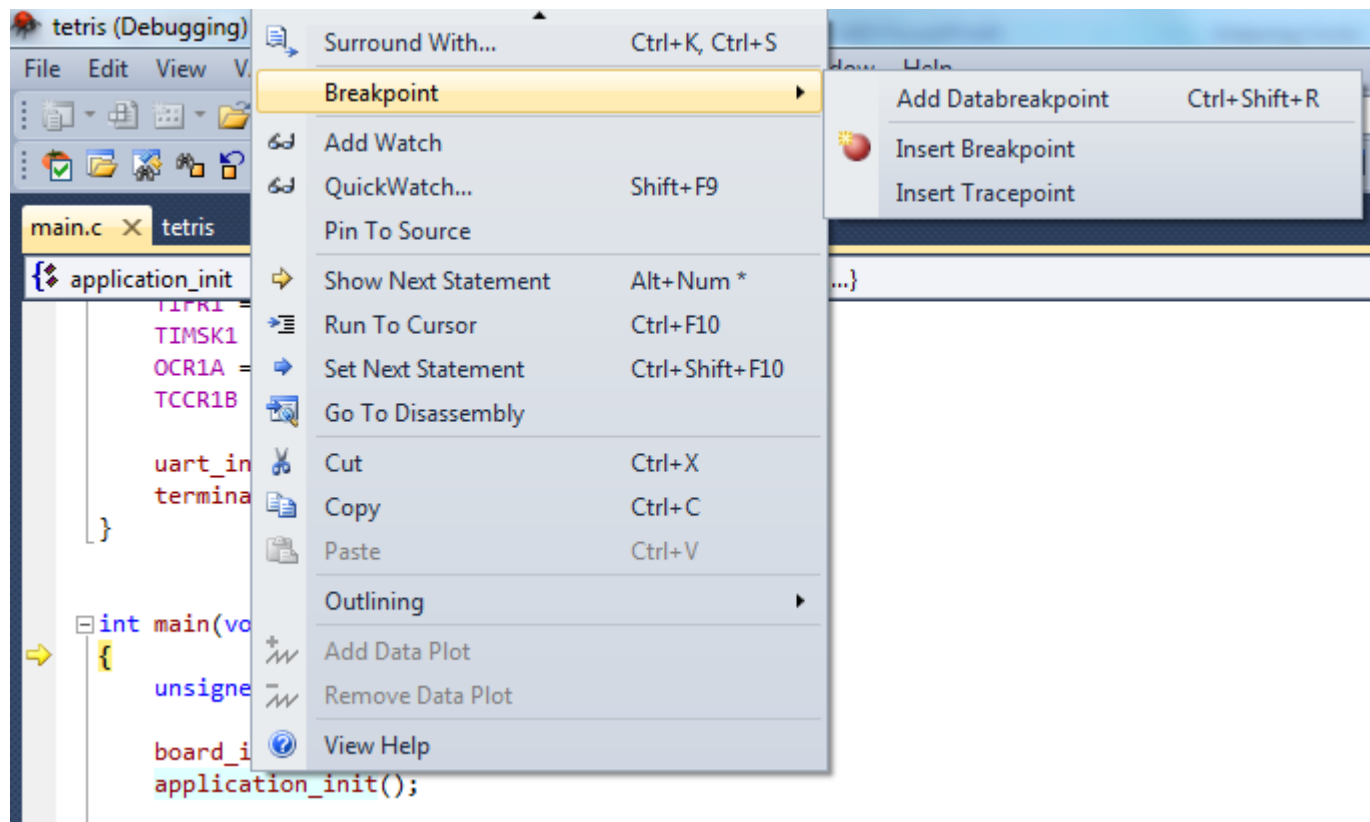 tetris (Debugging)
File Edit View V
Surround With... Ctrl+K, Ctrl+S
Breakpoint
Add Watch
QuickWatch... Shift+F9
Pin To Source
Show Next Statement Alt+Num *
Run To Cursor Ctrl+F10
Set Next Statement Ctrl+Shift+F10
Go To Disassembly
Cut Ctrl+X
Copy Ctrl+C
Paste Ctrl+V
Outlining
Add Data Plot
Remove Data Plot
View Help
Add Databreakpoint Ctrl+Shift+R
Insert Breakpoint
Insert Tracepoint
main.c tetris
application_init ...}
TIFR1 =
TIMSK1
OCR1A =
TCCR1B
uart_in
termina
}
int main(vo
{
unsigne
board_i
application_init();